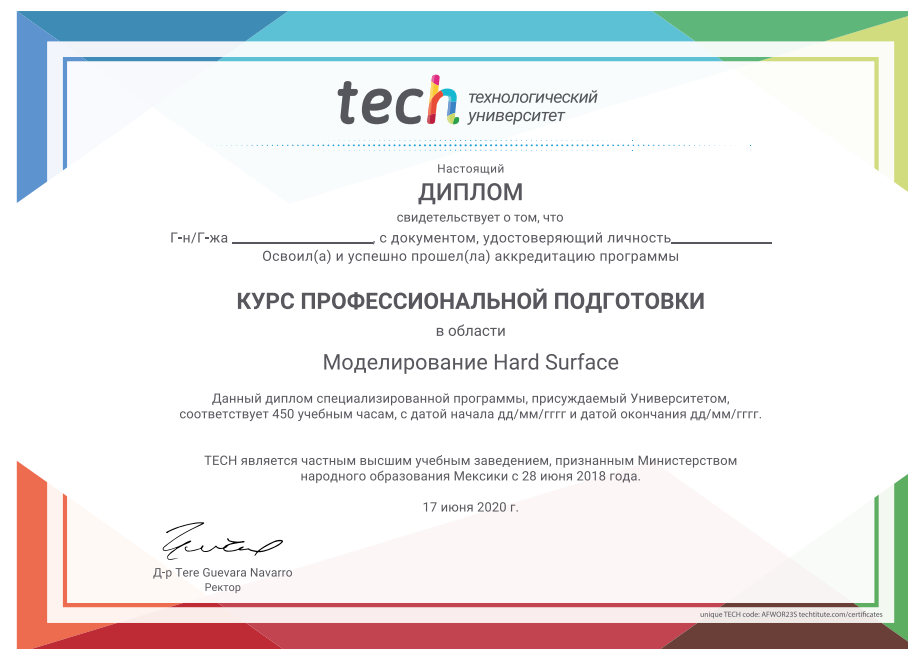 tech технологический
университет
Настоящий
ДИПЛОМ
свидетельствует о том, что
Г-н/Г-жа ____________________, с документом, удостоверяющий личность______________
Освоил(а) и успешно прошел(ла) аккредитацию программы
КУРС ПРОФЕССИОНАЛЬНОЙ ПОДГОТОВКИ
в области
Моделирование Hard Surface
Данный диплом специализированной программы, присуждаемый Университетом,
соответствует 450 учебным часам, с датой начала дд/мм/гггг и датой окончания дд/мм/гггг.
TECH является частным высшим учебным заведением, признанным Министерством
народного образования Мексики с 28 июня 2018 года.
17 июня 2020 г.
Д-р Tere Guevara Navarro
Ректор
unique TECH code: AFWOR23S techtitute.com/certificates